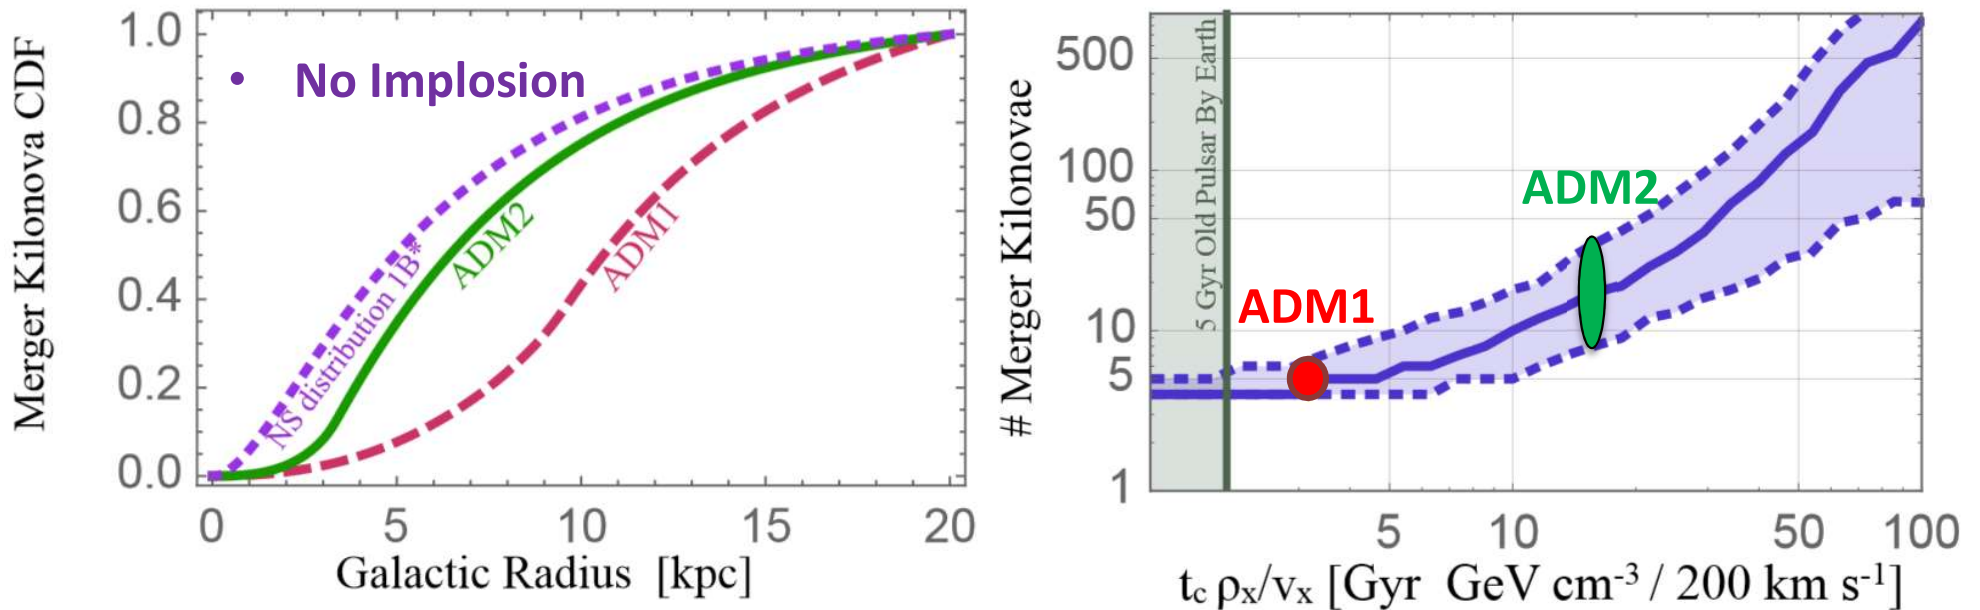 Merger Kilonova CDF
1.0
0.8
0.6
0.4
0.2
0.0
• No Implosion
NS distribution 1B*
ADM2
ADM1
0 5 10 15 20
Galactic Radius [kpc]
# Merger Kilonovae
500
100
50
10
5
1
5 Gyr Old Pulsar By Earth
ADM1
ADM2
5 10 50 100
t_c ρ_x/v_x [Gyr GeV cm⁻³ / 200 km s⁻¹]